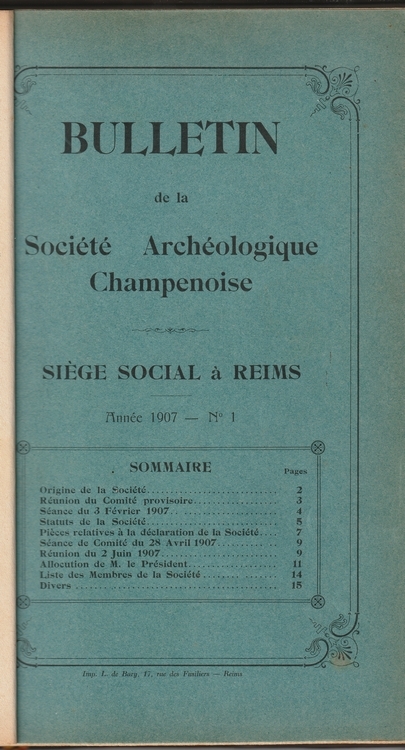 BULLETIN
de la
Société Archéologique
Champenoise
SIÈGE SOCIAL à REIMS
Année 1907 — Nº 1
SOMMAIRE
Pages
Origine de la Société........................ 2
Réunion du Comité provisoire............... 3
Séance du 3 Février 1907.................... 4
Statuts de la Société........................ 5
Pièces relatives à la déclaration de la Société.... 7
Séance de Comité du 28 Avril 1907........... 9
Réunion du 2 Juin 1907...................... 9
Allocution de M. le Président................ 11
Liste des Membres de la Société.............. 14
Divers ..................................... 15
Imp. L. de Bary, 17, rue des Fusiliers — Reims